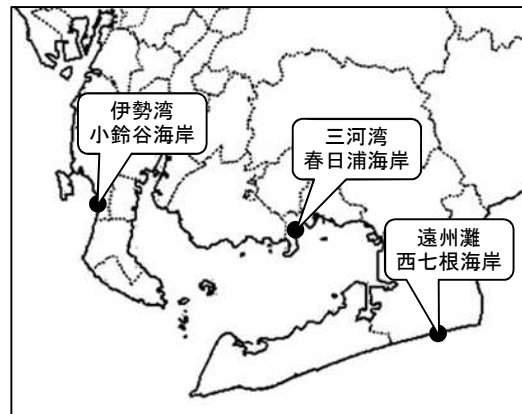 伊勢湾
小鈴谷海岸
三河湾
春日浦海岸
遠州灘
西七根海岸